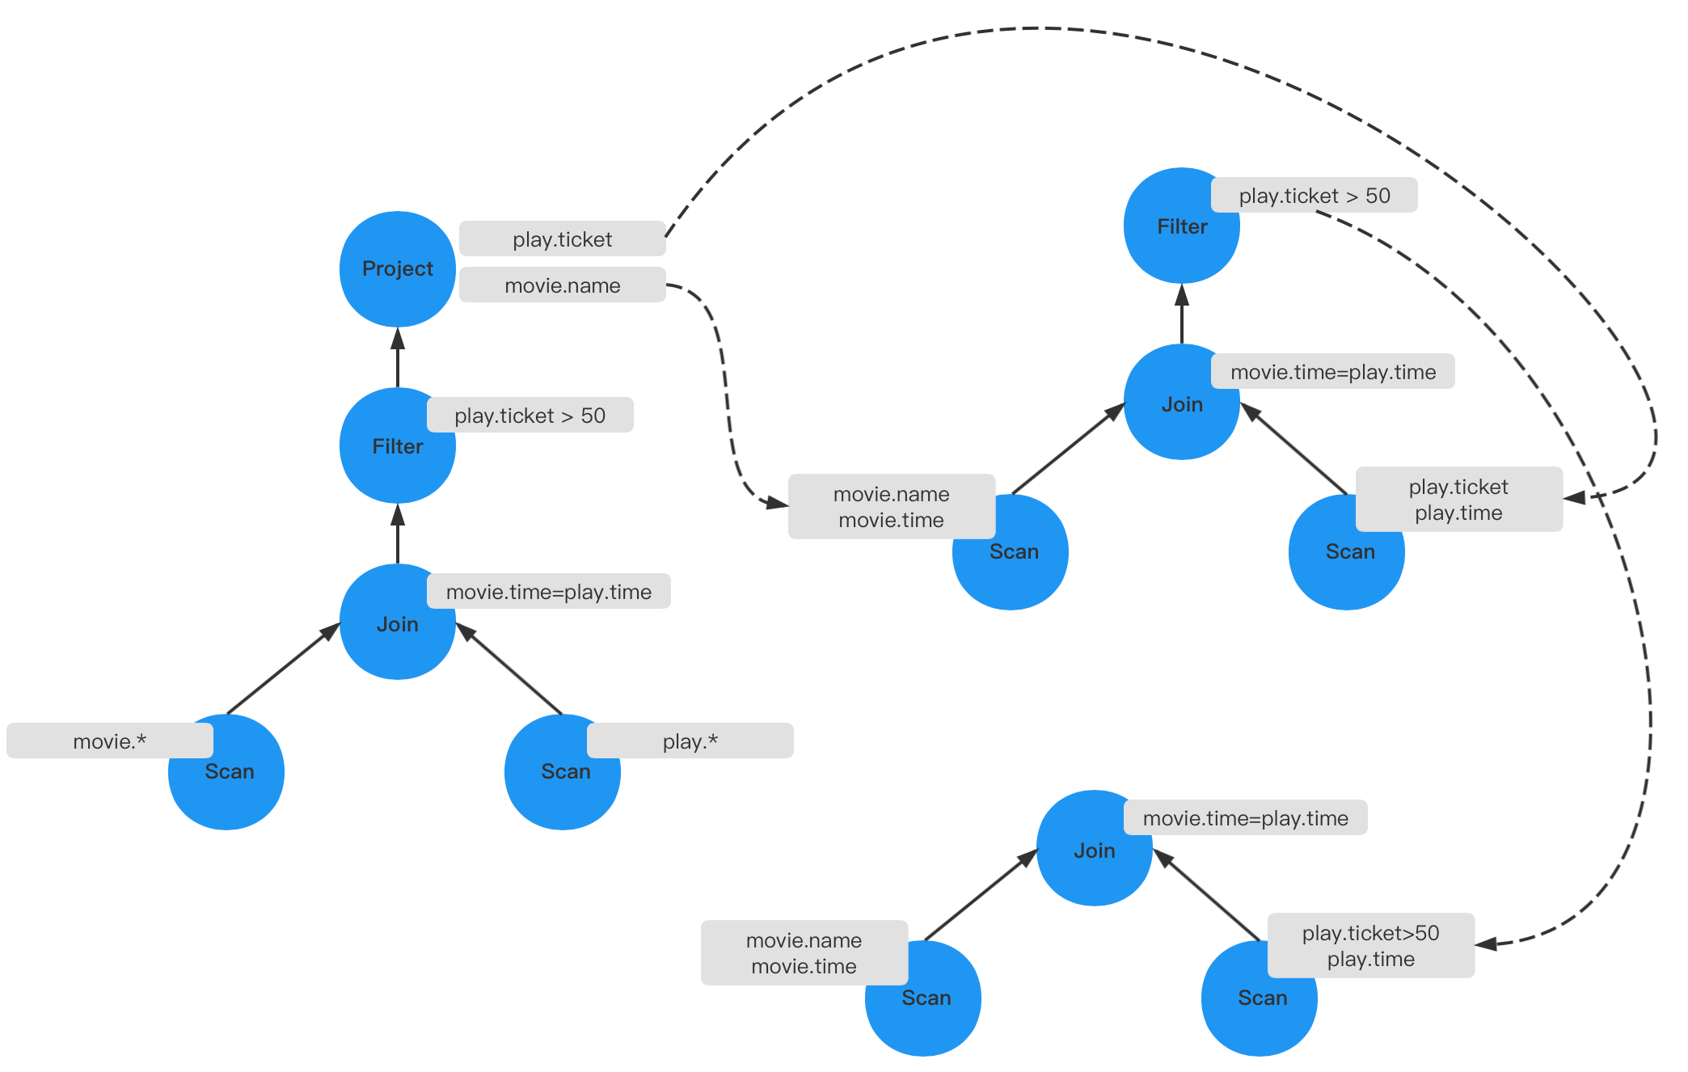 play.ticket
Project
movie.name
play.ticket > 50
Filter
movie.time=play.time
Join
movie.*
Scan
play.*
Scan
play.ticket > 50
Filter
movie.time=play.time
Join
movie.name
movie.time
Scan
play.ticket
play.time
Scan
movie.time=play.time
Join
movie.name
movie.time
Scan
play.ticket>50
play.time
Scan